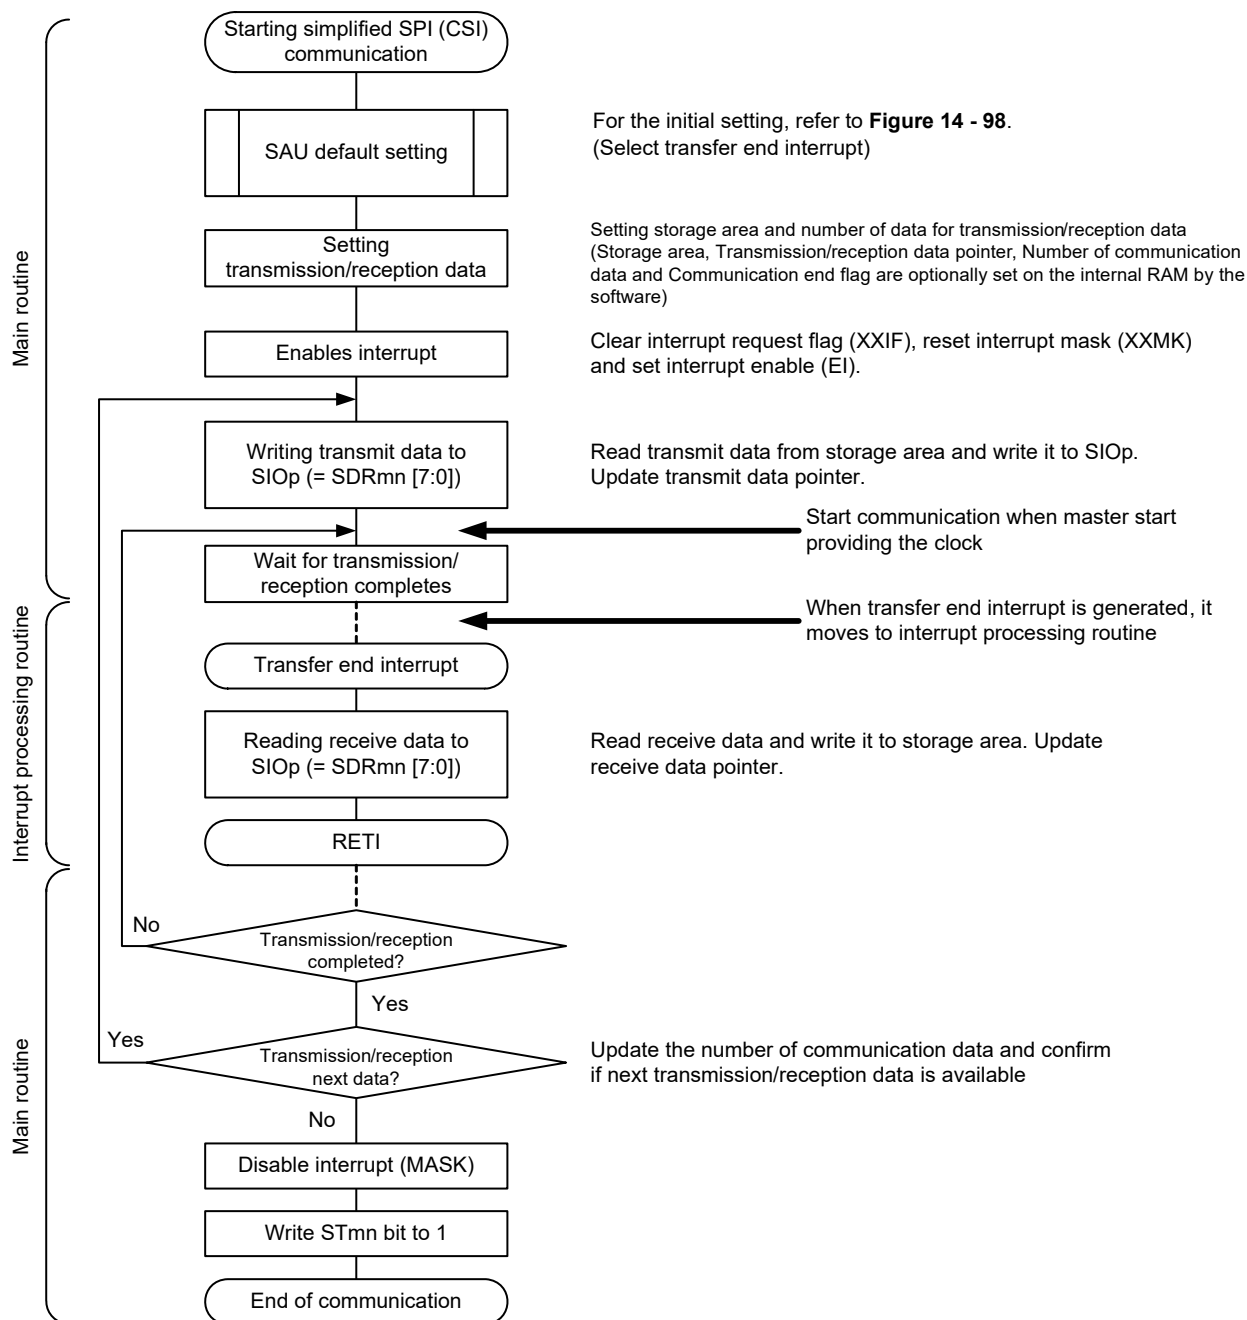 Starting simplified SPI (CSI)
communication
SAU default setting
For the initial setting, refer to Figure 14 - 98.
(Select transfer end interrupt)
Main routine
Setting
transmission/reception data
Setting storage area and number of data for transmission/reception data
(Storage area, Transmission/reception data pointer, Number of communication
data and Communication end flag are optionally set on the internal RAM by the
software)
Enables interrupt
Clear interrupt request flag (XXIF), reset interrupt mask (XXMK)
and set interrupt enable (EI).
Writing transmit data to
SIOp (= SDRmn [7:0])
Read transmit data from storage area and write it to SIOp.
Update transmit data pointer.
Start communication when master start
providing the clock
Wait for transmission/
reception completes
When transfer end interrupt is generated, it
moves to interrupt processing routine
Interrupt processing routine
Transfer end interrupt
Reading receive data to
SIOp (= SDRmn [7:0])
Read receive data and write it to storage area. Update
receive data pointer.
RETI
No
Transmission/reception
completed?
Yes
Main routine
Yes
Transmission/reception
next data?
Update the number of communication data and confirm
if next transmission/reception data is available
No
Disable interrupt (MASK)
Write STmn bit to 1
End of communication